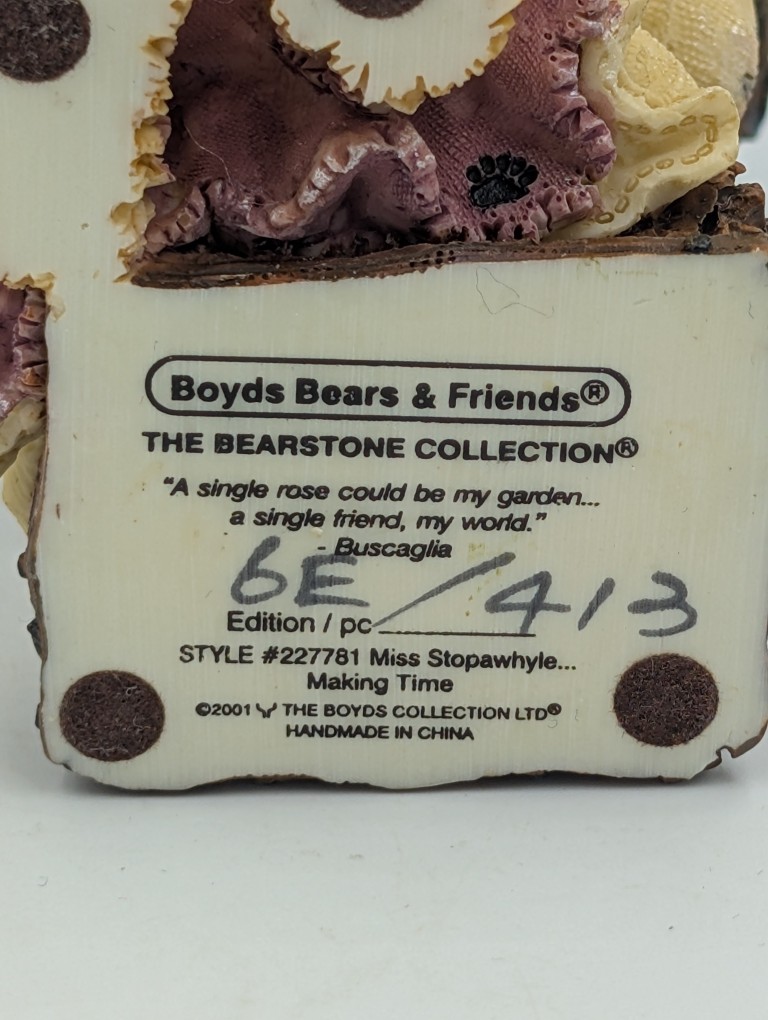 Boyds Bears & Friends®
THE BEARSTONE COLLECTION®
"A single rose could be my garden...
a single friend, my world."
- Buscaglia
6E/413
Edition / pc
STYLE #227781 Miss Stopawhyle...
Making Time
©2001 THE BOYDS COLLECTION LTD®
HANDMADE IN CHINA